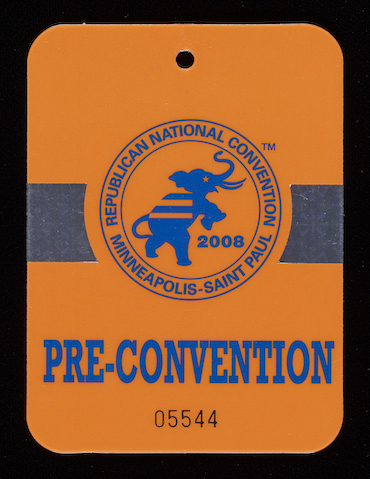 REPUBLICAN NATIONAL CONVENTION
TM
2008
MINNEAPOLIS-SAINT PAUL
PRE-CONVENTION
05544